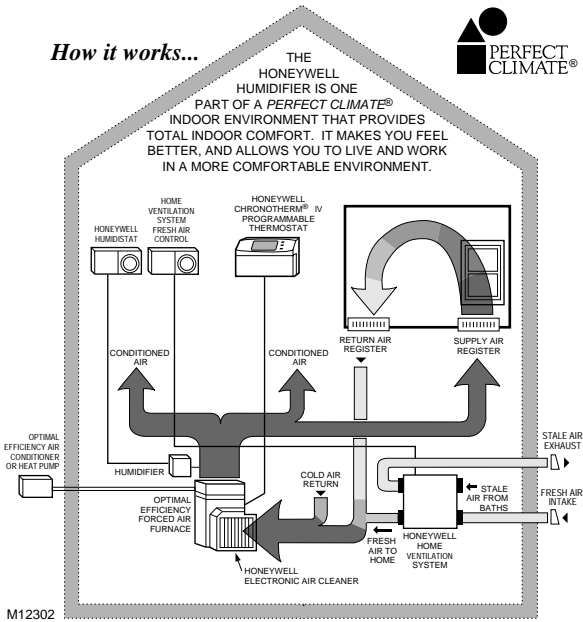 How it works...
PERFECT
CLIMATE®
THE
HONEYWELL
HUMIDIFIER IS ONE
PART OF A PERFECT CLIMATE®
INDOOR ENVIRONMENT THAT PROVIDES
TOTAL INDOOR COMFORT. IT MAKES YOU FEEL
BETTER, AND ALLOWS YOU TO LIVE AND WORK
IN A MORE COMFORTABLE ENVIRONMENT.
HONEYWELL
HUMIDISTAT
HOME
VENTILATION
SYSTEM
FRESH AIR
CONTROL
HONEYWELL
CHRONOTHERM® IV
PROGRAMMABLE
THERMOSTAT
RETURN AIR
REGISTER
SUPPLY AIR
REGISTER
CONDITIONED
AIR
CONDITIONED
AIR
OPTIMAL
EFFICIENCY AIR
CONDITIONER
OR HEAT PUMP
HUMIDIFIER
OPTIMAL
EFFICIENCY
FORCED AIR
FURNACE
COLD AIR
RETURN
STALE AIR
EXHAUST
STALE
AIR FROM
BATHS
FRESH AIR
INTAKE
FRESH
AIR TO
HOME
HONEYWELL
HOME
VENTILATION
SYSTEM
HONEYWELL
ELECTRONIC AIR CLEANER
M12302